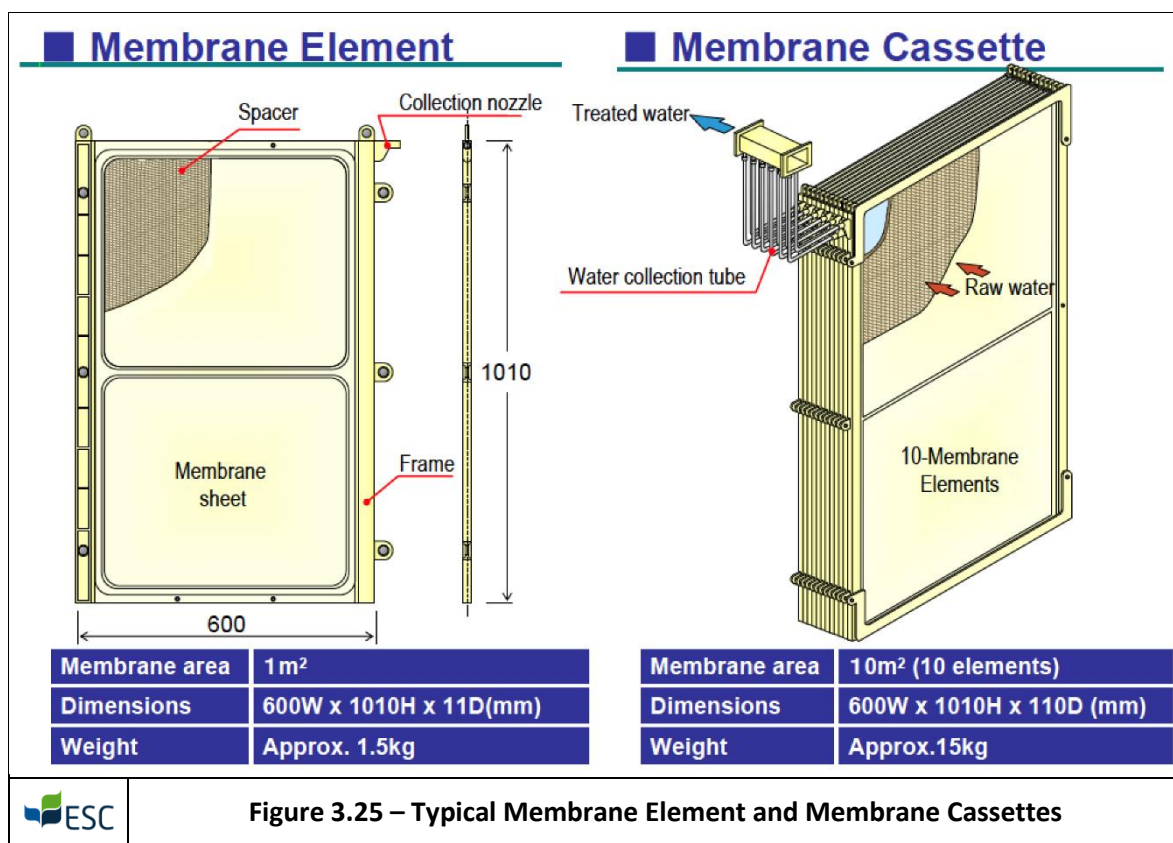 ■ Membrane Element
■ Membrane Cassette
Spacer
Collection nozzle
1010
Membrane
sheet
Frame
600
Treated water
Water collection tube
Raw water
10-Membrane
Elements
Membrane area 1m²
Dimensions 600W x 1010H x 11D(mm)
Weight Approx. 1.5kg
Membrane area 10m² (10 elements)
Dimensions 600W x 1010H x 110D (mm)
Weight Approx.15kg
ESC
Figure 3.25 – Typical Membrane Element and Membrane Cassettes